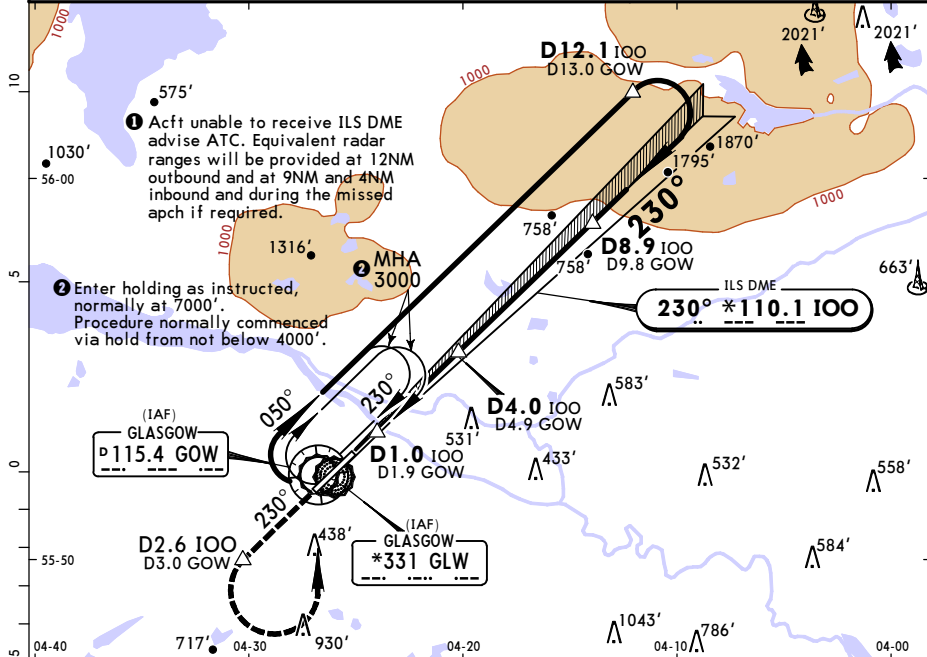 1000
D12.1 IOO
D13.0 GOW
2021'
2021'
10
575'
1000
1 Acft unable to receive ILS DME
advise ATC. Equivalent radar
ranges will be provided at 12NM
outbound and at 9NM and 4NM
inbound and during the missed
apch if required.
1030'
56-00
1870'
1795'
230°
1000
1000
758'
D8.9 IOO
D9.8 GOW
758'
1316'
2 MHA
3000
5
2 Enter holding as instructed,
normally at 7000'.
Procedure normally commenced
via hold from not below 4000'.
663'
ILS DME
230° *110.1 IOO
050°
230°
583'
D4.0 IOO
D4.9 GOW
531'
(IAF)
GLASGOW
D 115.4 GOW
D1.0 IOO
D1.9 GOW
433'
532'
558'
0
230°
(IAF)
GLASGOW
*331 GLW
D2.6 IOO
D3.0 GOW
438'
55-50
584'
1043'
786'
930'
717'
5
04-40
04-30
04-20
04-10
04-00